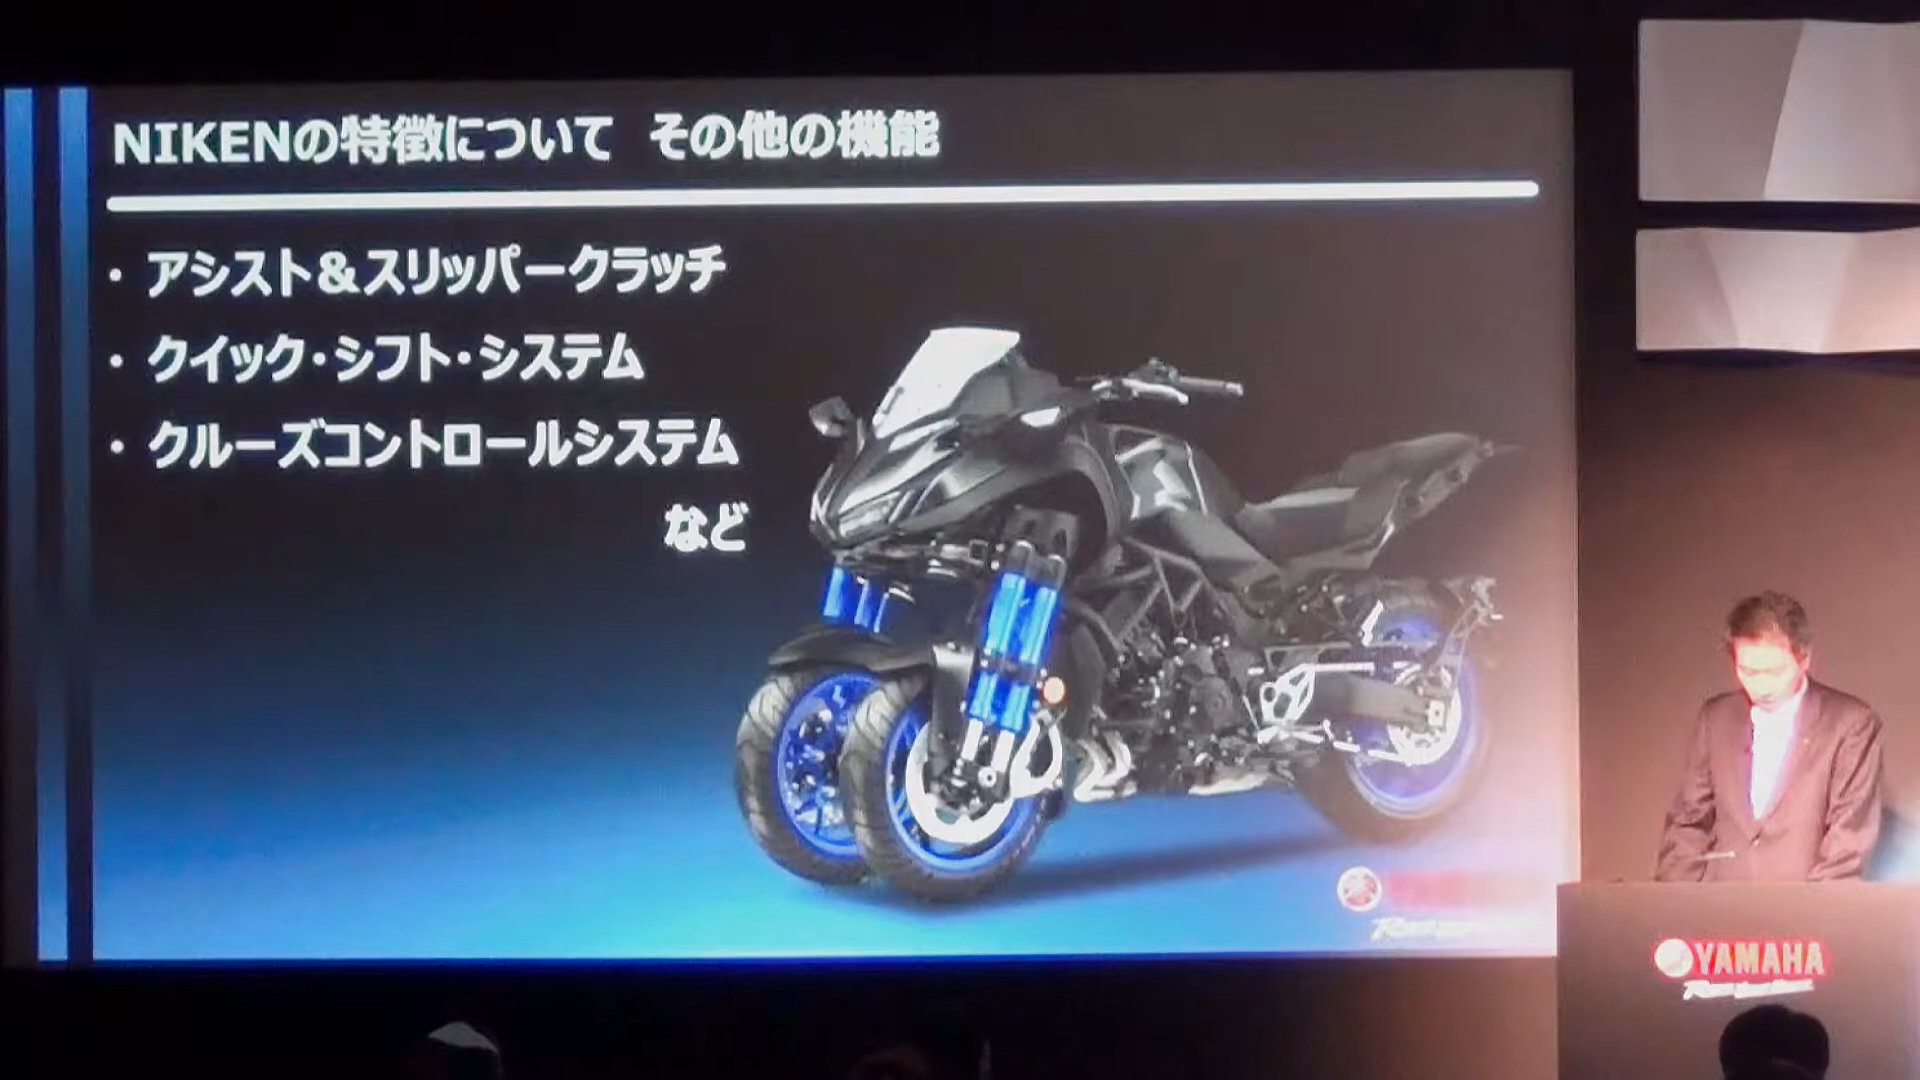 NIKENの特徴について　その他の機能
・ アシスト＆スリッパークラッチ
・ クイック・シフト・システム
・ クルーズコントロールシステム
など
YAMAHA